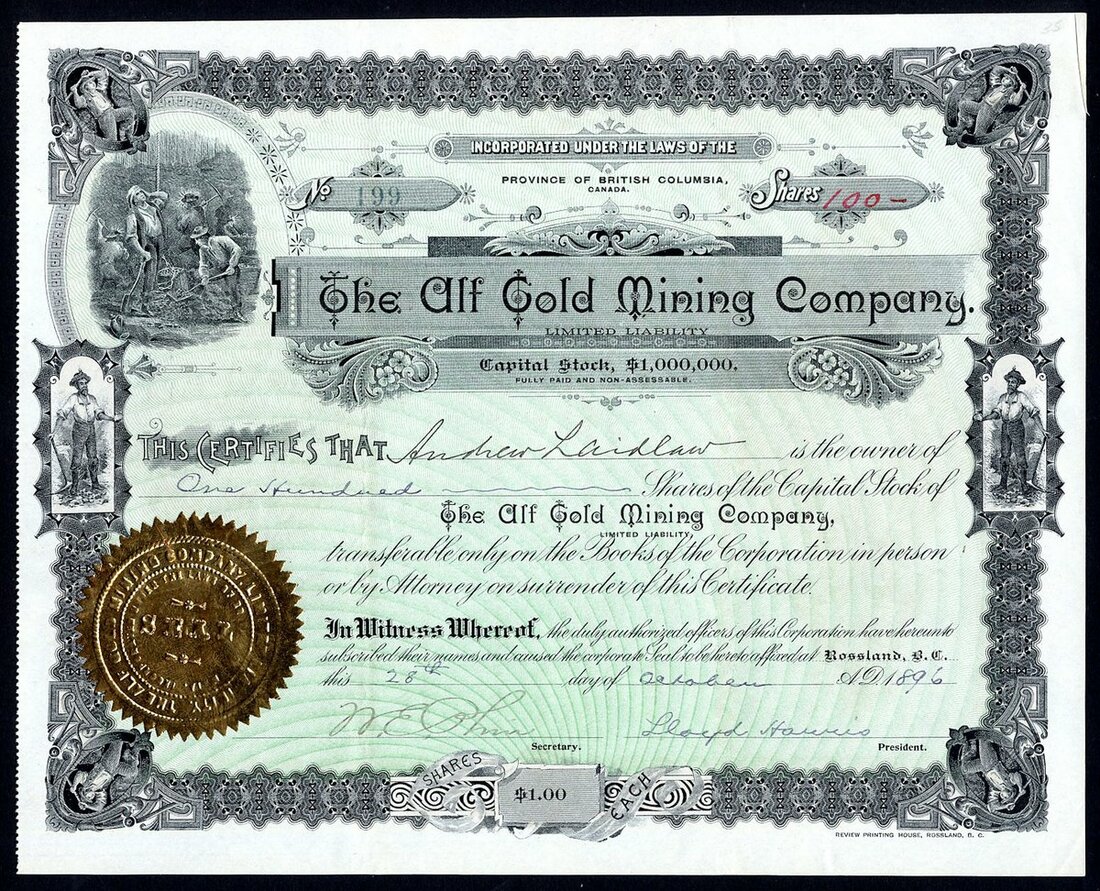 25
INCORPORATED UNDER THE LAWS OF THE
PROVINCE OF BRITISH COLUMBIA,
CANADA.
No 199
Shares 100-
The Alf Gold Mining Company.
LIMITED LIABILITY
Capital Stock, $1,000,000.
FULLY PAID AND NON-ASSESSABLE.
THIS CERTIFIES THAT Andrew Laidlaw is the owner of
One Hundred Shares of the Capital Stock of
The Alf Gold Mining Company,
LIMITED LIABILITY,
transferable only on the Books of the Corporation in person
or by Attorney on surrender of this Certificate.
In Witness Whereof, the duly authorized officers of this Corporation have hereunto
subscribed their names and caused the corporate Seal to be hereto affixed at Rossland, B. C.
this 28th day of October A.D. 1896
Lloyd Harris
Secretary.
President.
SHARES
$1.00
EACH
REVIEW PRINTING HOUSE, ROSSLAND, B. C.
SEAL